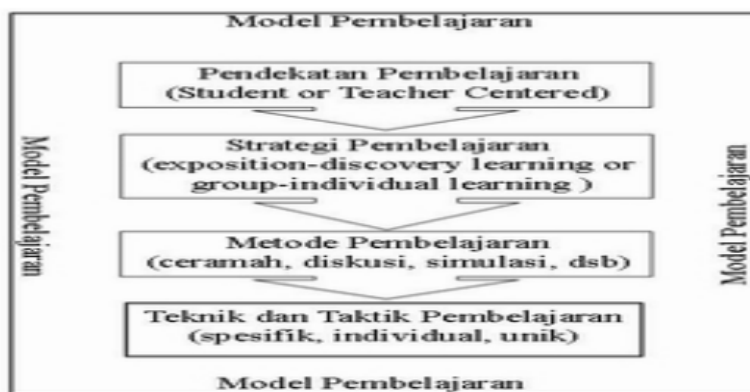 Model Pembelajaran
Pendekatan Pembelajaran
(Student or Teacher Centered)
Strategi Pembelajaran
(exposition-discovery learning or
group-individual learning )
Metode Pembelajaran
(ceramah, diskusi, simulasi, dsb)
Teknik dan Taktik Pembelajaran
(spesifik, individual, unik)
Model Pembelajaran
Model Pembelajaran
Model Pembelajaran